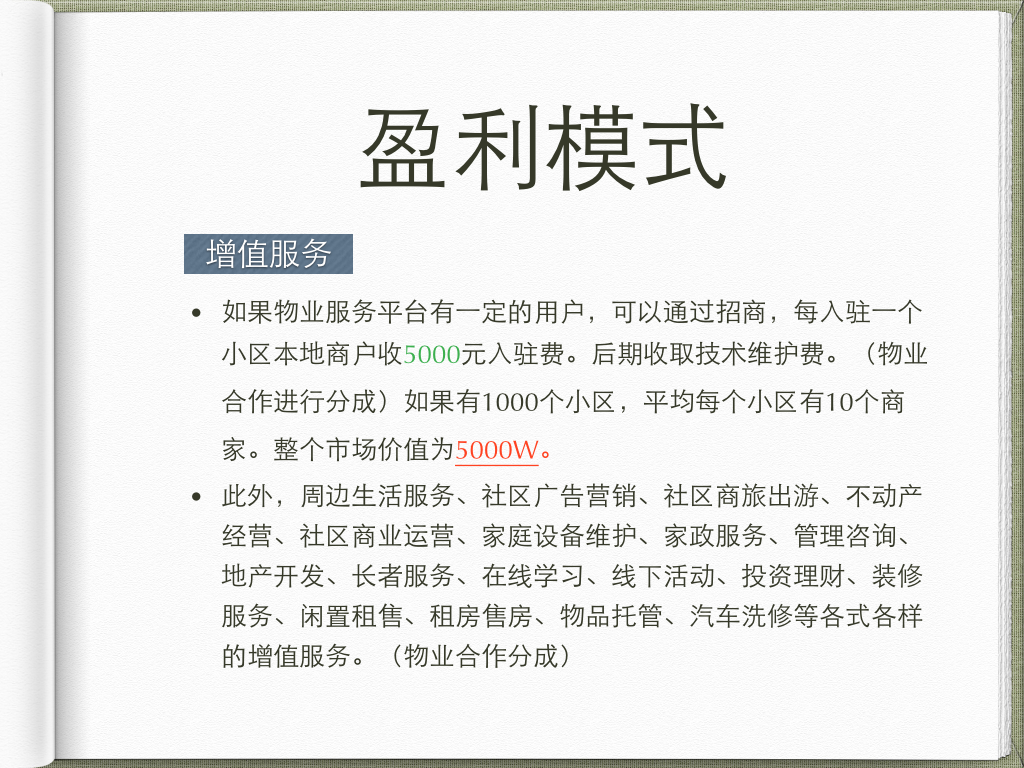 盈利模式
增值服务
• 如果物业服务平台有一定的用户，可以通过招商，每入驻一个
小区本地商户收5000元入驻费。后期收取技术维护费。（物业
合作进行分成）如果有1000个小区，平均每个小区有10个商
家。整个市场价值为5000W。
• 此外，周边生活服务、社区广告营销、社区商旅出游、不动产
经营、社区商业运营、家庭设备维护、家政服务、管理咨询、
地产开发、长者服务、在线学习、线下活动、投资理财、装修
服务、闲置租售、租房售房、物品托管、汽车洗修等各式各样
的增值服务。（物业合作分成）